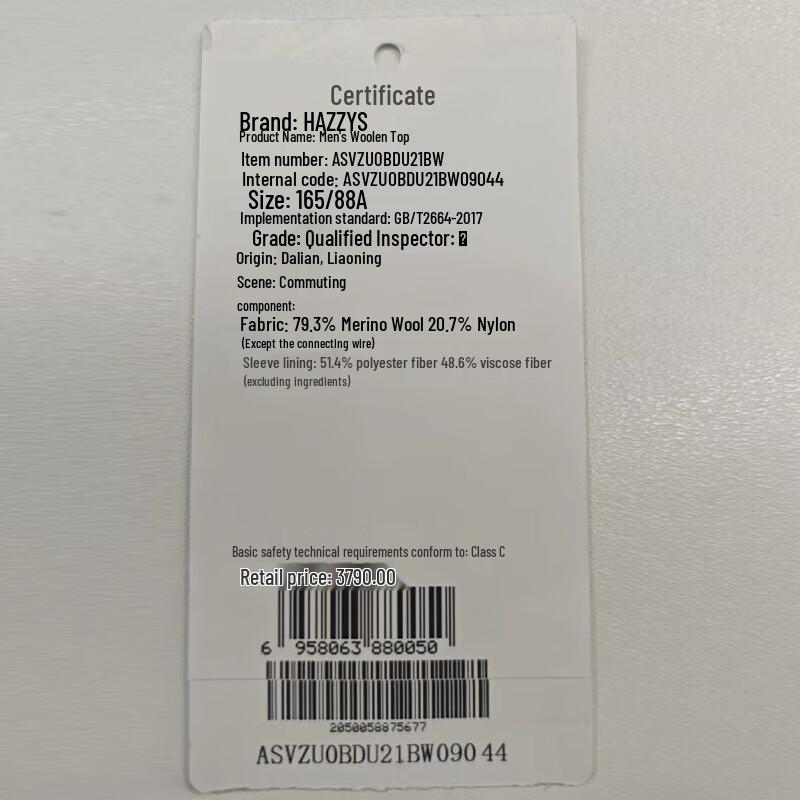 Certificate
Brand: HAZZYS
Product Name: Men's Woolen Top
Item number: ASVZU0BDU21BW
Internal code: ASVZU0BDU21BW09044
Size: 165/88A
Implementation standard: GB/T2664-2017
Grade: Qualified Inspector:
Origin: Dalian, Liaoning
Scene: Commuting
component:
Fabric: 79.3% Merino Wool 20.7% Nylon
(Except the connecting wire)
Sleeve lining: 51.4% polyester fiber 48.6% viscose fiber
(excluding ingredients)
Basic safety technical requirements conform to: Class C
Retail price: 3790.00
6 958063 880050
2050058875677
ASVZU0BDU21BW090 44